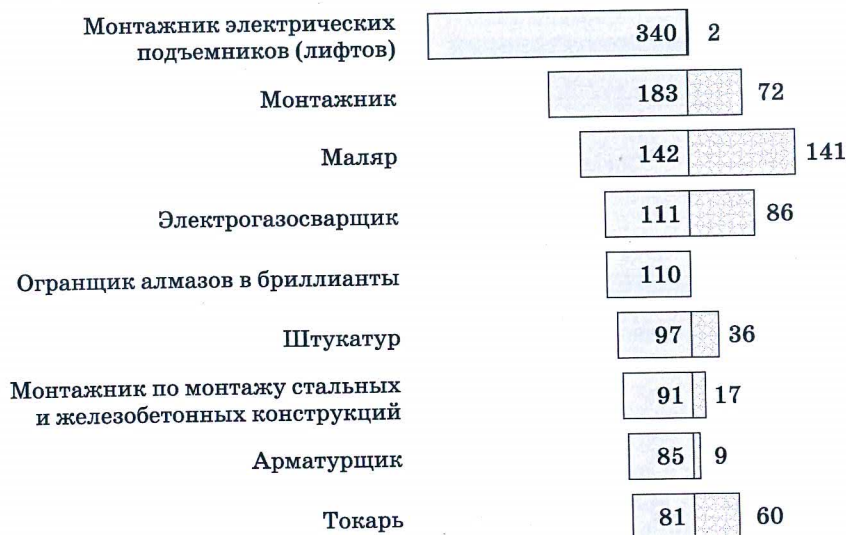 Монтажник электрических
подъемников (лифтов)
340 2
Монтажник 183 72
Маляр 142 141
Электрогазосварщик 111 86
Огранщик алмазов в бриллианты 110
Штукатур 97 36
Монтажник по монтажу стальных
и железобетонных конструкций
91 17
Арматурщик 85 9
Токарь 81 60